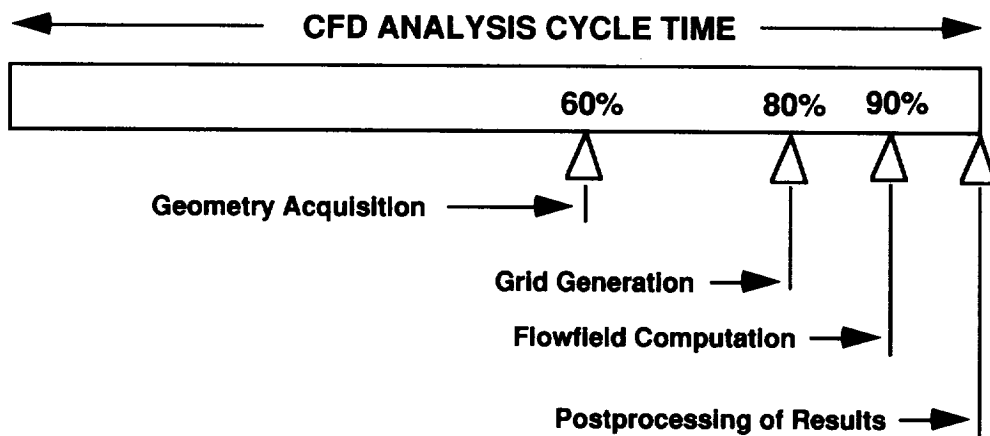 CFD ANALYSIS CYCLE TIME
60%
80%
90%
Geometry Acquisition
Grid Generation
Flowfield Computation
Postprocessing of Results